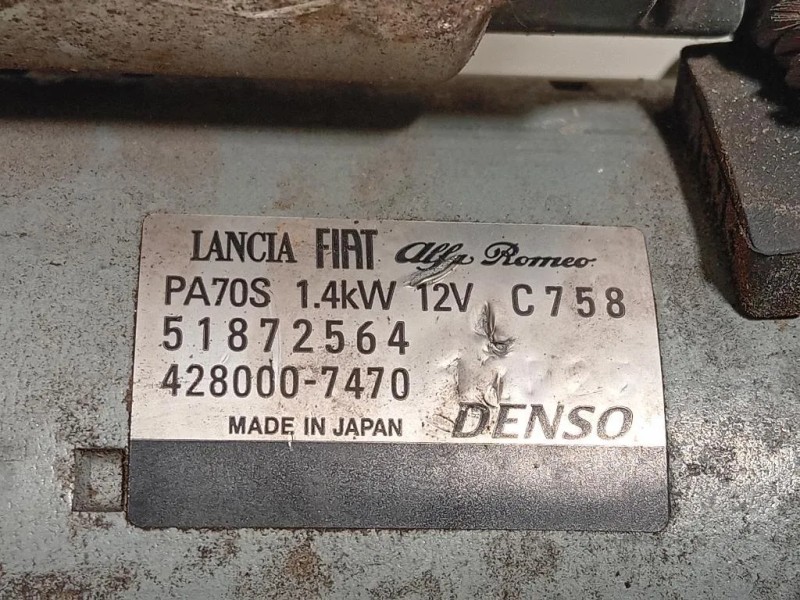 LANCIA FIAT Alfa Romeo
PA70S 1.4kW 12V C758
51872564
428000-7470
MADE IN JAPAN DENSO